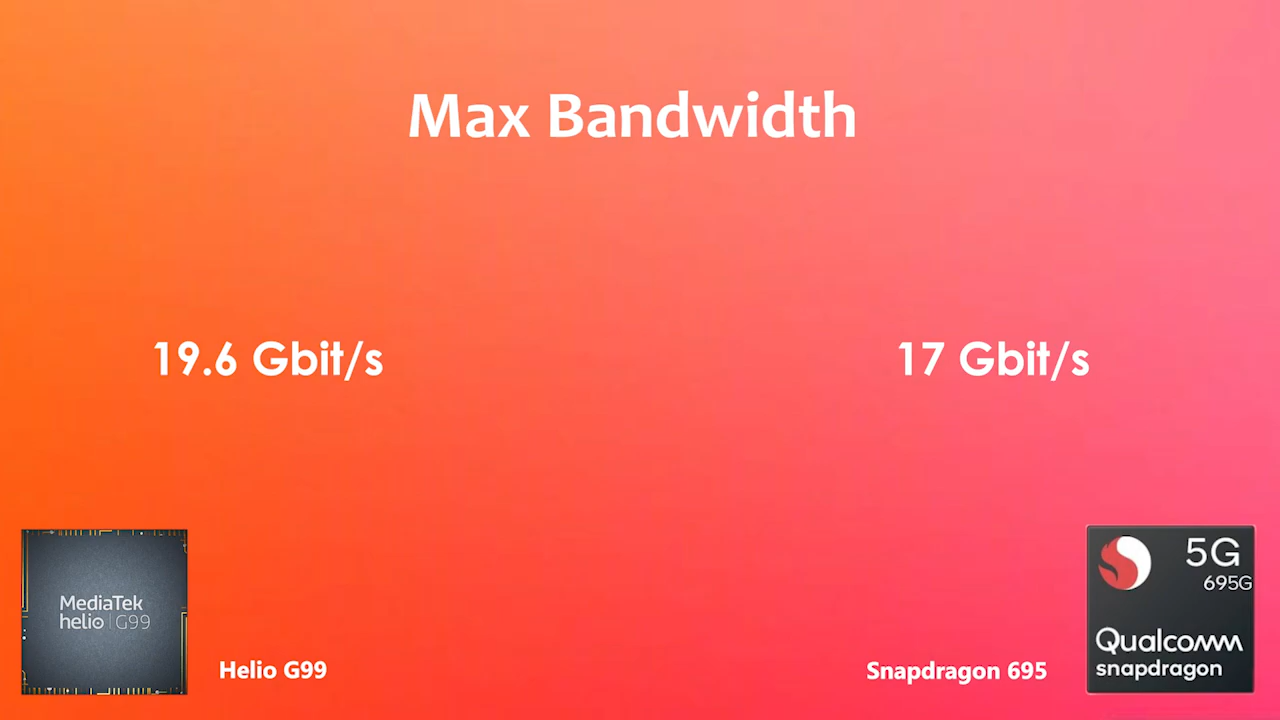 Max Bandwidth
19.6 Gbit/s
17 Gbit/s
MediaTek
helio G99
Helio G99
Snapdragon 695
5G
695G
Qualcomm
snapdragon